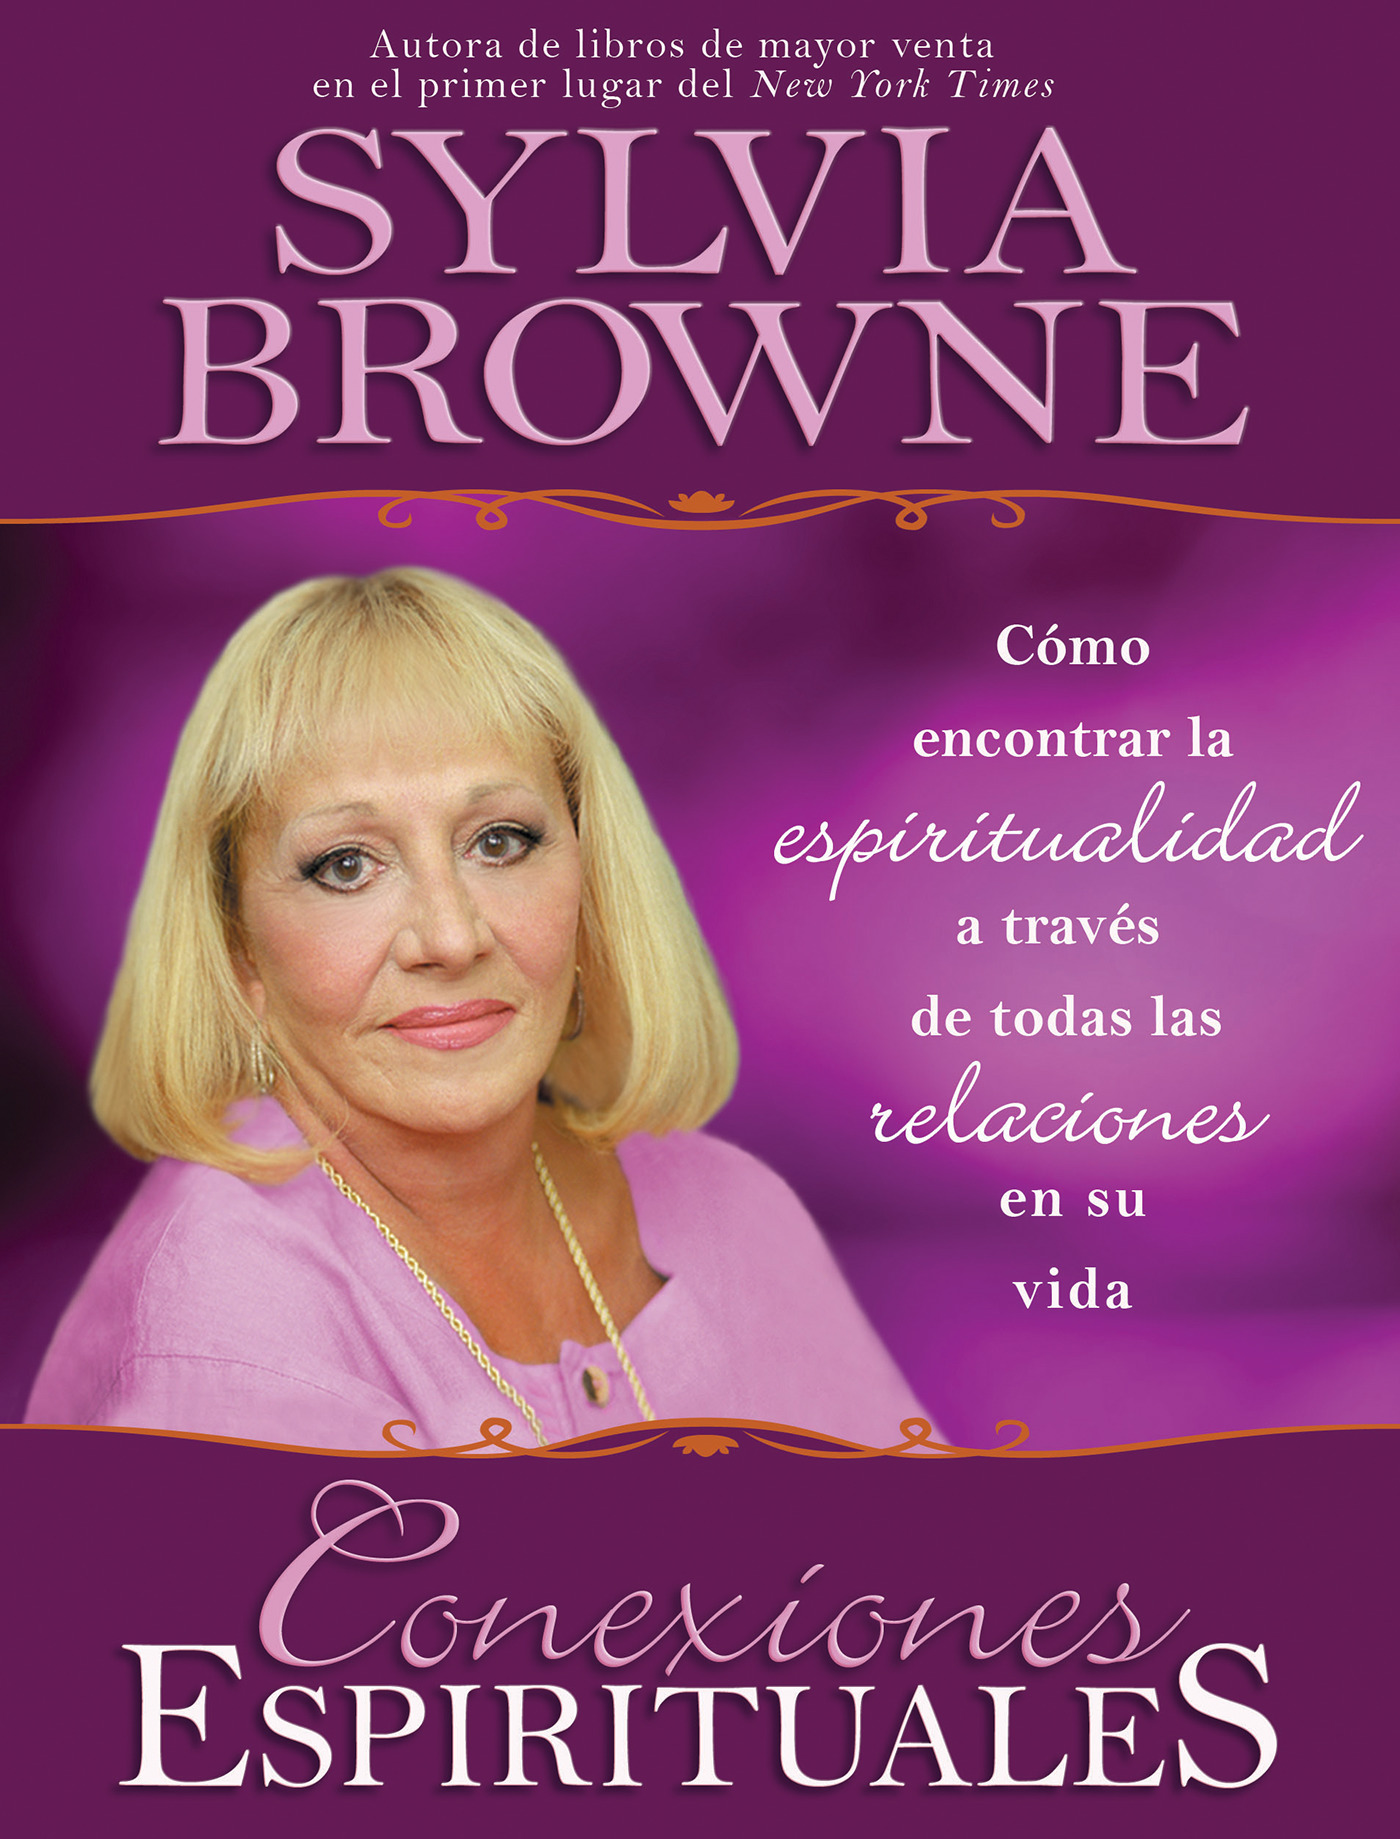 Autora de libros de mayor venta
en el primer lugar del New York Times
SYLVIA
BROWNE
Cómo
encontrar la
espiritualidad
a través
de todas las
relaciones
en su
vida
Conexiones
ESPIRITUALES